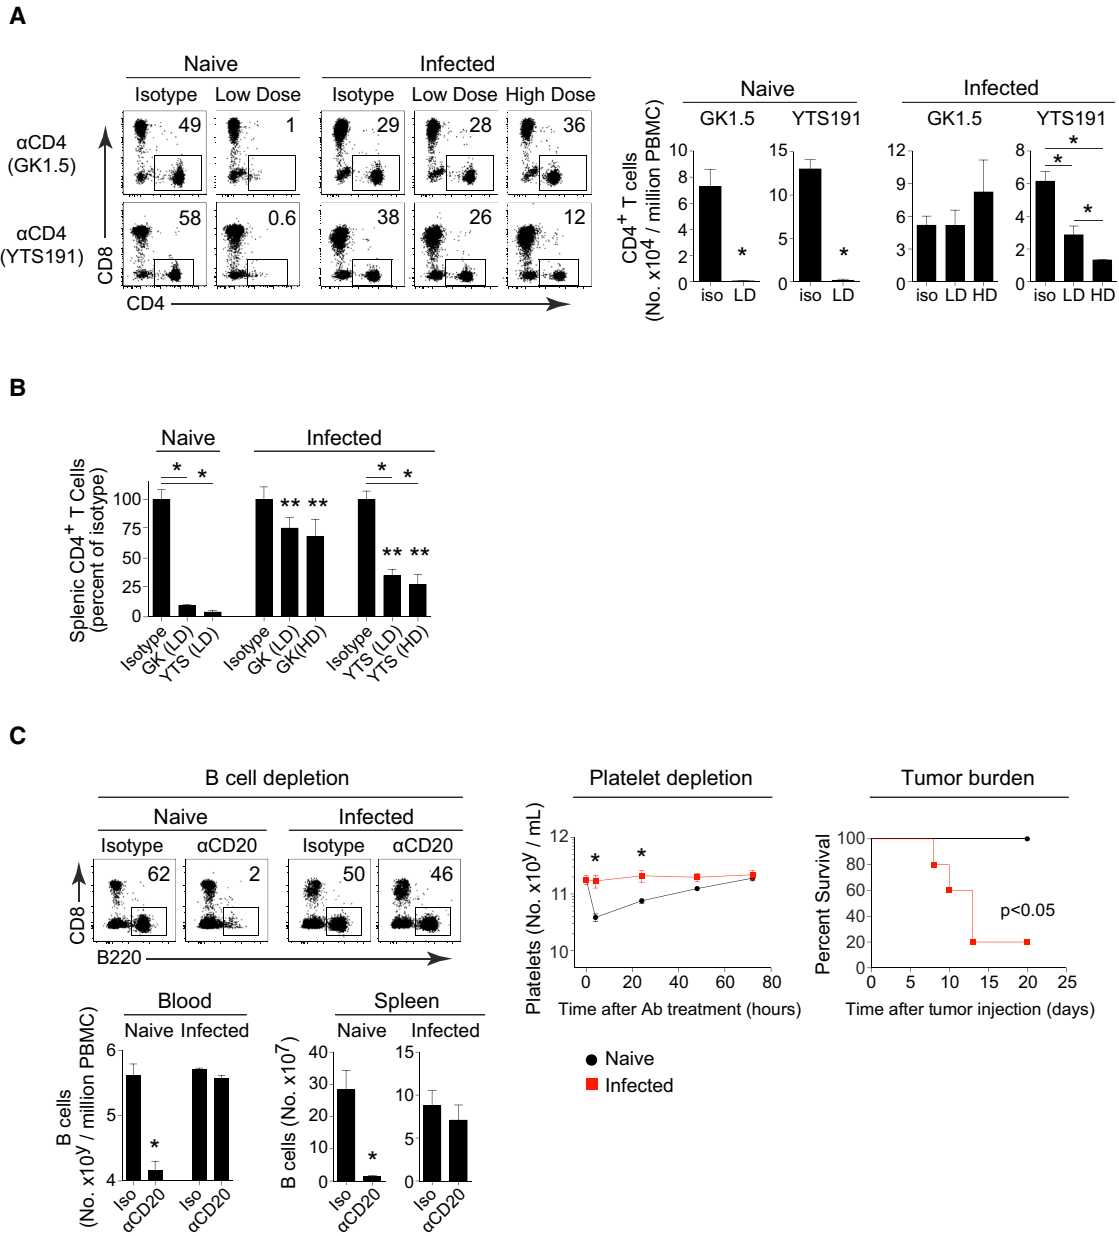 A
Naive
Infected
Isotype
Low Dose
Isotype
Low Dose
High Dose
αCD4
(GK1.5)
49
1
29
28
36
αCD4
(YTS191)
58
0.6
38
26
12
CD8
CD4
Naive
Infected
GK1.5
YTS191
GK1.5
YTS191
CD4+ T cells
(No. x10^4 / million PBMC)
10
8
6
4
2
0
*
iso
LD
15
10
5
0
*
iso
LD
12
9
6
3
iso
LD
HD
8
6
4
2
0
*
*
*
iso
LD
HD
B
Naive
Infected
Splenic CD4+ T Cells
(percent of isotype)
100
75
50
25
0
*
*
**
**
*
*
**
**
Isotype
GK (LD)
YTS (LD)
Isotype
GK (LD)
GK(HD)
Isotype
YTS (LD)
YTS (HD)
C
B cell depletion
Naive
Infected
Isotype
αCD20
Isotype
αCD20
62
2
50
46
CD8
B220
Blood
Naive
Infected
B cells
(No. x10^y / million PBMC)
6
5
4
*
Iso
αCD20
Iso
αCD20
Spleen
Naive
Infected
B cells (No. x10^7)
40
30
20
10
0
*
Iso
αCD20
15
10
5
0
Iso
αCD20
Platelet depletion
Platelets (No. x10^y / mL)
12
11
10
*
*
0
20
40
60
80
Time after Ab treatment (hours)
Naive
Infected
Tumor burden
Percent Survival
100
80
60
40
20
0
p<0.05
0
5
10
15
20
25
Time after tumor injection (days)